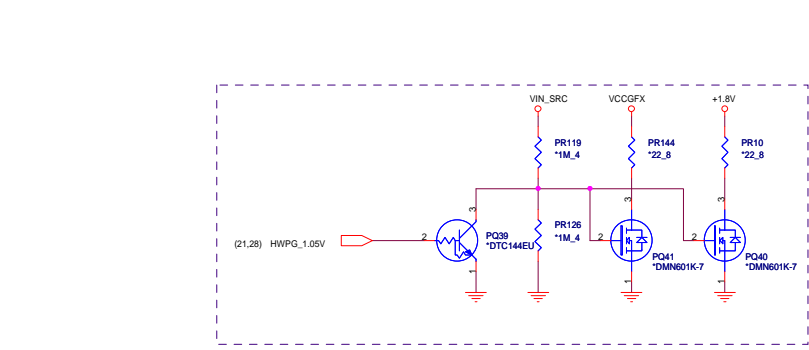 VIN_SRC
VCCGFX
+1.8V
PR119
*1M_4
PR144
*22_8
PR10
*22_8
3
3
3
(21,28) HWPG_1.05V
2
PQ39
*DTC144EU
PR126
*1M_4
2
PQ41
*DMN601K-7
2
PQ40
*DMN601K-7
1
1
1